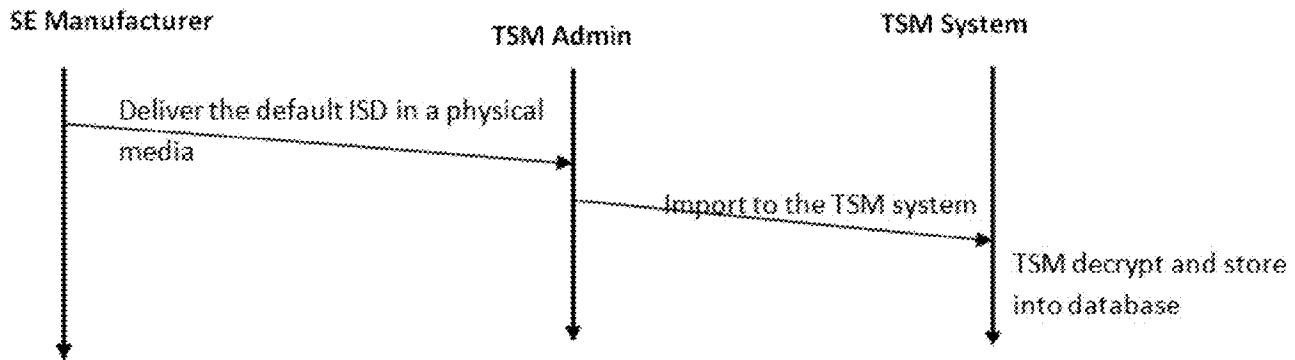 SE Manufacturer
TSM Admin
TSM System
Deliver the default ISD in a physical
media
Import to the TSM system
TSM decrypt and store
into database